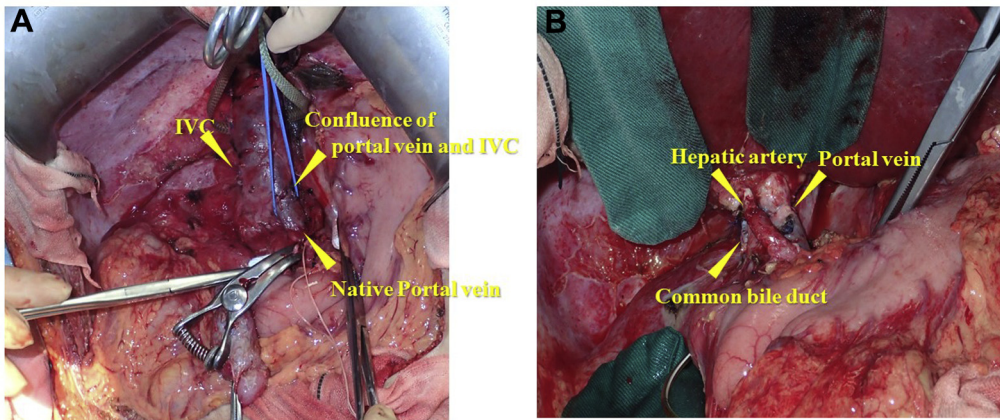 A
IVC
Confluence of
portal vein and IVC
Native Portal vein
B
Hepatic artery
Portal vein
Common bile duct